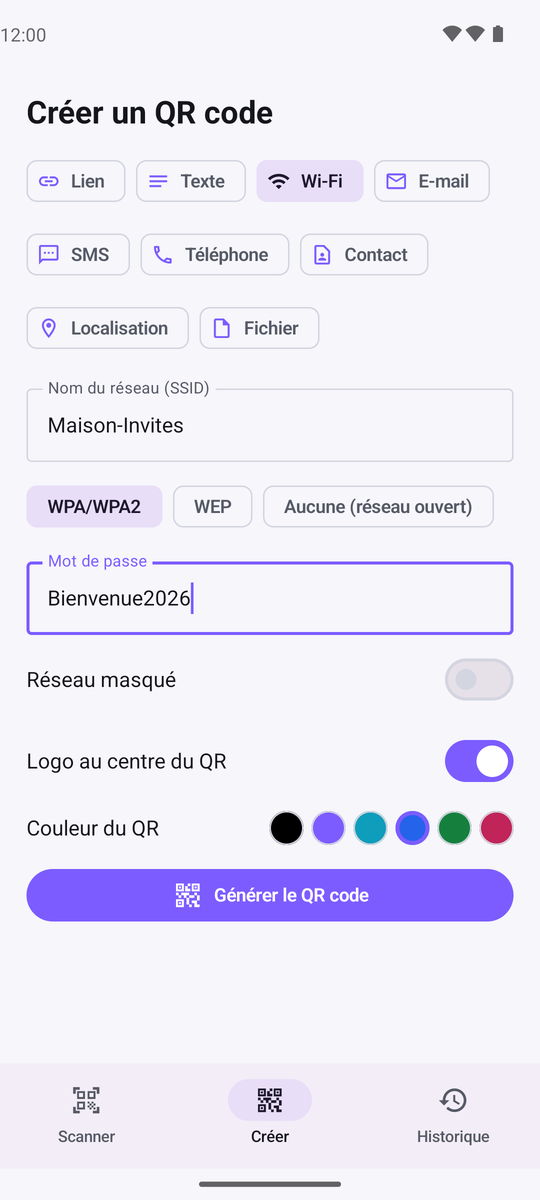 12:00
Créer un QR code
Lien Texte Wi-Fi E-mail
SMS Téléphone Contact
Localisation Fichier
Nom du réseau (SSID)
Maison-Invites
WPA/WPA2 WEP Aucune (réseau ouvert)
Mot de passe
Bienvenue2026
Réseau masqué
Logo au centre du QR
Couleur du QR
Générer le QR code
Scanner Créer Historique